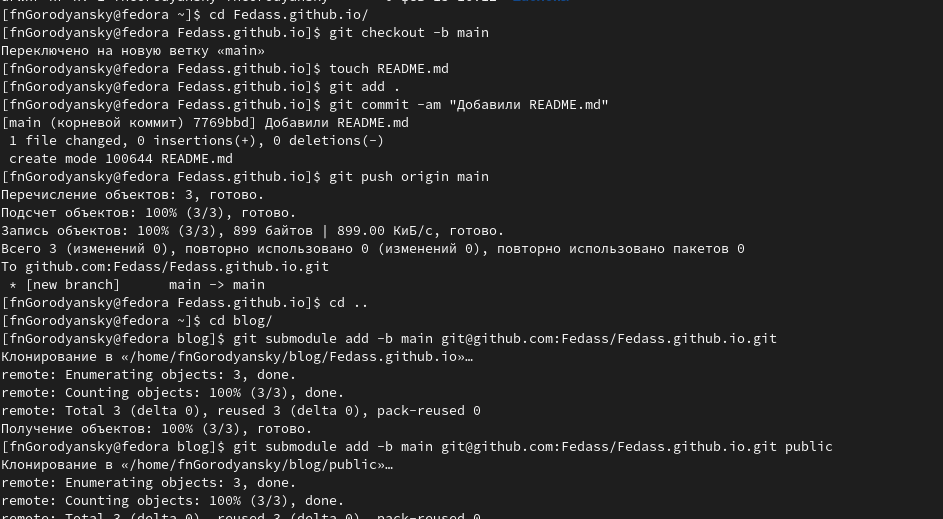 [fnGorodyansky@fedora ~]$ cd Fedass.github.io/
[fnGorodyansky@fedora Fedass.github.io]$ git checkout -b main
Переключено на новую ветку «main»
[fnGorodyansky@fedora Fedass.github.io]$ touch README.md
[fnGorodyansky@fedora Fedass.github.io]$ git add .
[fnGorodyansky@fedora Fedass.github.io]$ git commit -am "Добавили README.md"
[main (корневой коммит) 7769bbd] Добавили README.md
 1 file changed, 0 insertions(+), 0 deletions(-)
 create mode 100644 README.md
[fnGorodyansky@fedora Fedass.github.io]$ git push origin main
Перечисление объектов: 3, готово.
Подсчет объектов: 100% (3/3), готово.
Запись объектов: 100% (3/3), 899 байтов | 899.00 КиБ/с, готово.
Всего 3 (изменений 0), повторно использовано 0 (изменений 0), повторно использовано пакетов 0
To github.com:Fedass/Fedass.github.io.git
 * [new branch]      main -> main
[fnGorodyansky@fedora Fedass.github.io]$ cd ..
[fnGorodyansky@fedora ~]$ cd blog/
[fnGorodyansky@fedora blog]$ git submodule add -b main git@github.com:Fedass/Fedass.github.io.git
Клонирование в «/home/fnGorodyansky/blog/Fedass.github.io»…
remote: Enumerating objects: 3, done.
remote: Counting objects: 100% (3/3), done.
remote: Total 3 (delta 0), reused 3 (delta 0), pack-reused 0
Получение объектов: 100% (3/3), готово.
[fnGorodyansky@fedora blog]$ git submodule add -b main git@github.com:Fedass/Fedass.github.io.git public
Клонирование в «/home/fnGorodyansky/blog/public»…
remote: Enumerating objects: 3, done.
remote: Counting objects: 100% (3/3), done.
remote: Total 3 (delta 0), reused 3 (delta 0), pack-reused 0